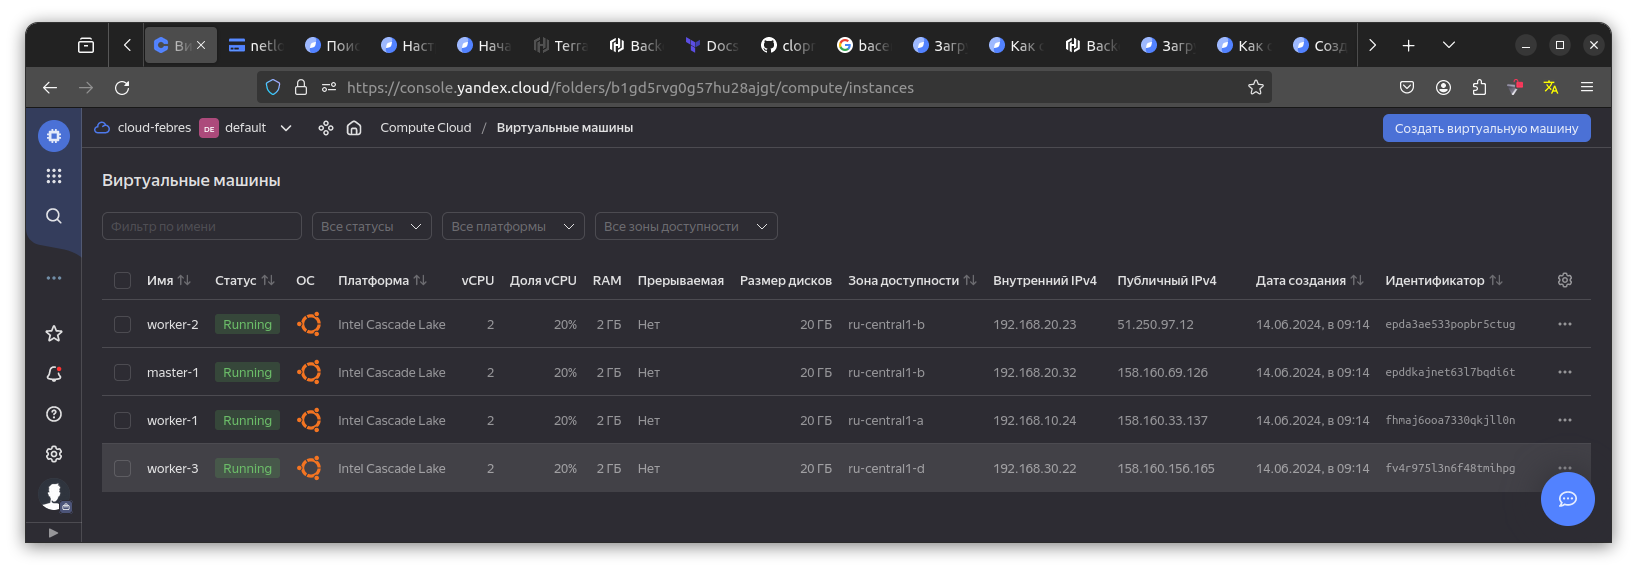 Ви netlo Поис Наст Нача Terra Back Docs clopr G bace Загр Как с Back Загр Как с Созд
https://console.yandex.cloud/folders/b1gd5rvg0g57hu28ajgt/compute/instances
cloud-febres DE default Compute Cloud / Виртуальные машины Создать виртуальную машину
Виртуальные машины
Фильтр по имени Все статусы Все платформы Все зоны доступности
Имя Статус ОС Платформа vCPU Доля vCPU RAM Прерываемая Размер дисков Зона доступности Внутренний IPv4 Публичный IPv4 Дата создания Идентификатор
worker-2 Running Intel Cascade Lake 2 20% 2 ГБ Нет 20 ГБ ru-central1-b 192.168.20.23 51.250.97.12 14.06.2024, в 09:14 epda3ae533popbr5ctug
master-1 Running Intel Cascade Lake 2 20% 2 ГБ Нет 20 ГБ ru-central1-b 192.168.20.32 158.160.69.126 14.06.2024, в 09:14 epddkajnet63l7bqdi6t
worker-1 Running Intel Cascade Lake 2 20% 2 ГБ Нет 20 ГБ ru-central1-a 192.168.10.24 158.160.33.137 14.06.2024, в 09:14 fhmaj6ooa7330qkjll0n
worker-3 Running Intel Cascade Lake 2 20% 2 ГБ Нет 20 ГБ ru-central1-d 192.168.30.22 158.160.156.165 14.06.2024, в 09:14 fv4r975l3n6f48tmihpg